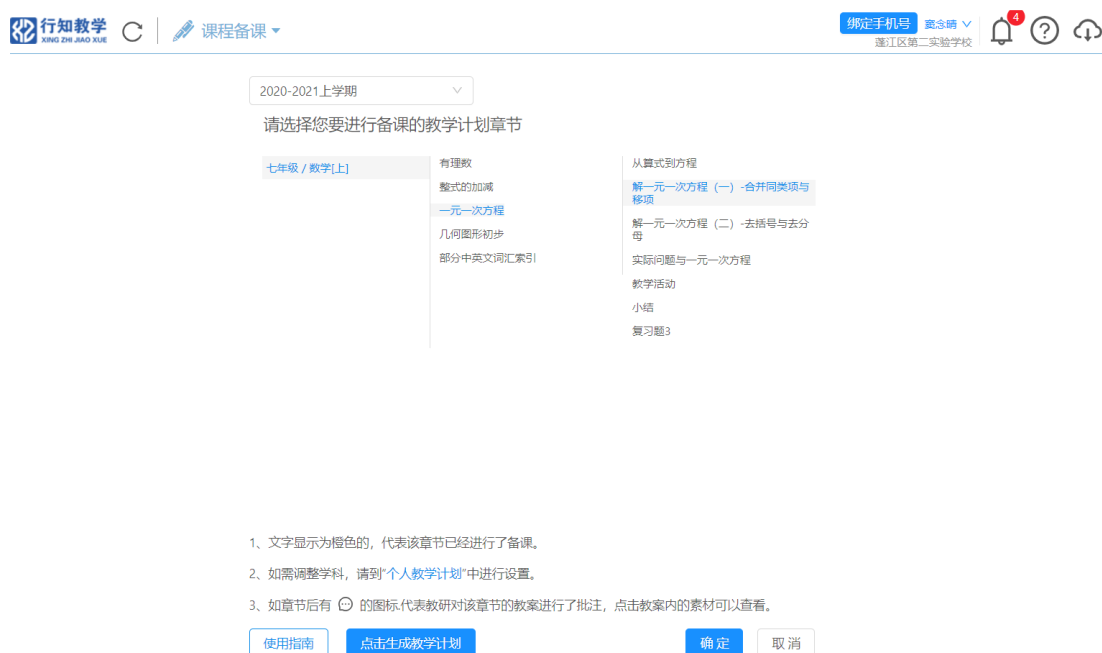 行知教学
XING ZHI JIAO XUE
课程备课
绑定手机号 窦念晴
4
蓬江区第二实验学校
2020-2021上学期
请选择您要进行备课的教学计划章节
七年级 / 数学[上]
有理数
整式的加减
一元一次方程
几何图形初步
部分中英文词汇索引
从算式到方程
解一元一次方程（一）-合并同类项与
移项
解一元一次方程（二）-去括号与去分
母
实际问题与一元一次方程
教学活动
小结
复习题3
1、文字显示为橙色的，代表该章节已经进行了备课。
2、如需调整学科，请到“个人教学计划”中进行设置。
3、如章节后有 的图标.代表教研对该章节的教案进行了批注，点击教案内的素材可以查看。
使用指南 点击生成教学计划 确 定 取 消